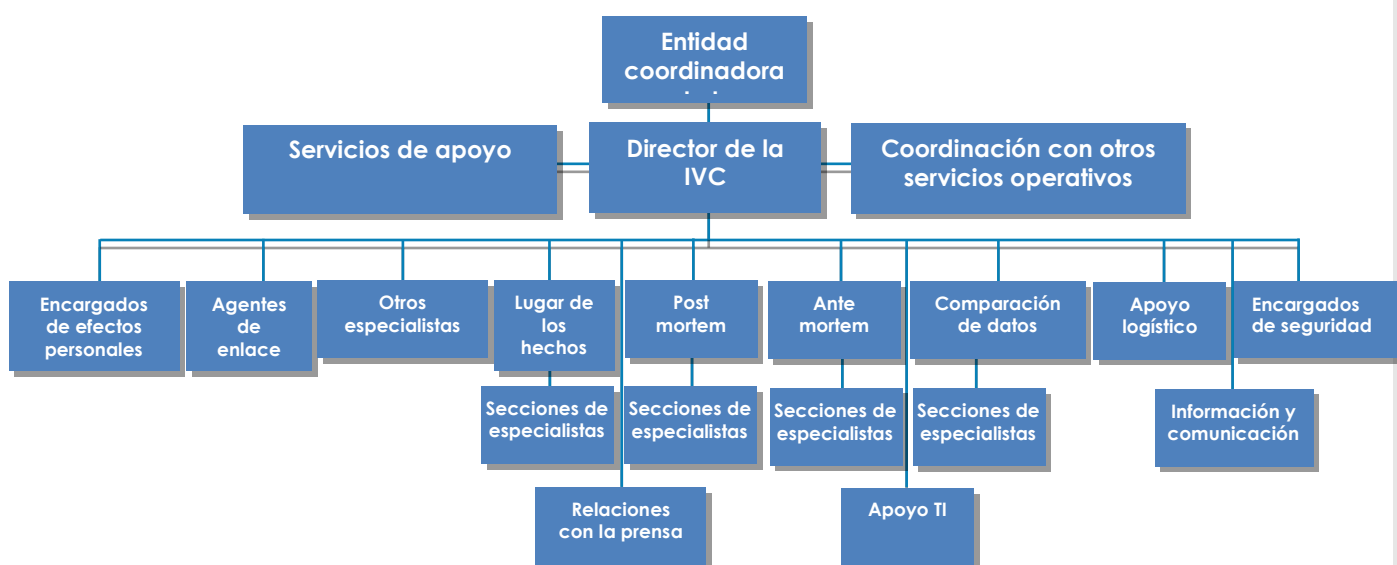 Entidad
coordinadora
Servicios de apoyo
Director de la
IVC
Coordinación con otros
servicios operativos
Encargados
de efectos
personales
Agentes
de
enlace
Otros
especialistas
Lugar de
los
hechos
Post
mortem
Ante
mortem
Comparación
de datos
Apoyo
logístico
Encargados
de seguridad
Secciones de
especialistas
Secciones de
especialistas
Secciones de
especialistas
Secciones de
especialistas
Información y
comunicación
Relaciones
con la prensa
Apoyo TI